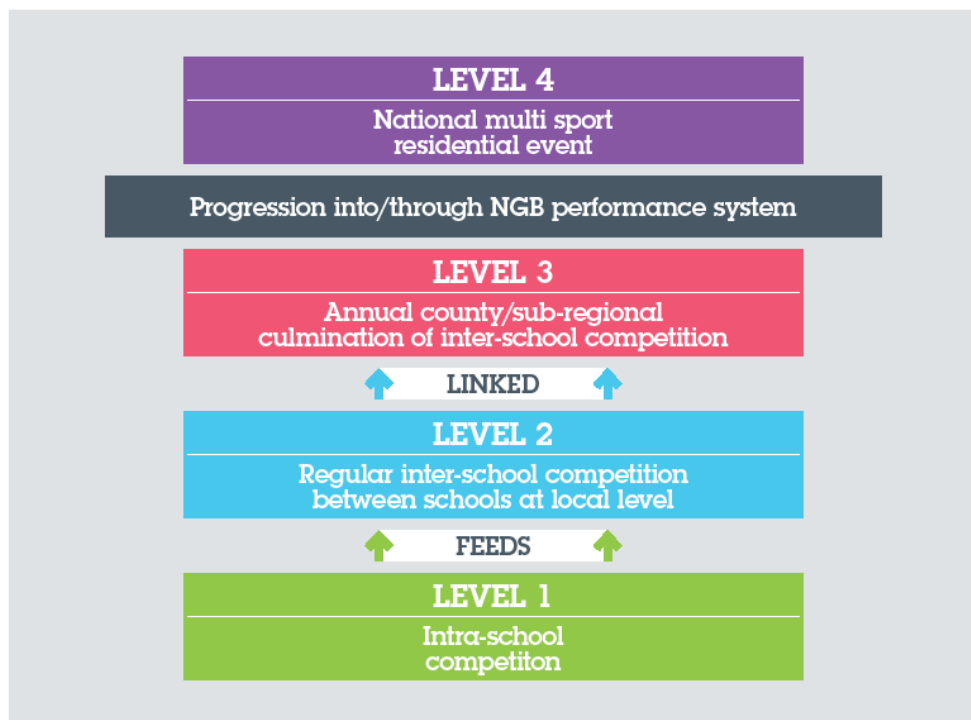 LEVEL 4
National multi sport
residential event
Progression into/through NGB performance system
LEVEL 3
Annual county/sub-regional
culmination of inter-school competition
LINKED
LEVEL 2
Regular inter-school competition
between schools at local level
FEEDS
LEVEL 1
Intra-school
competiton